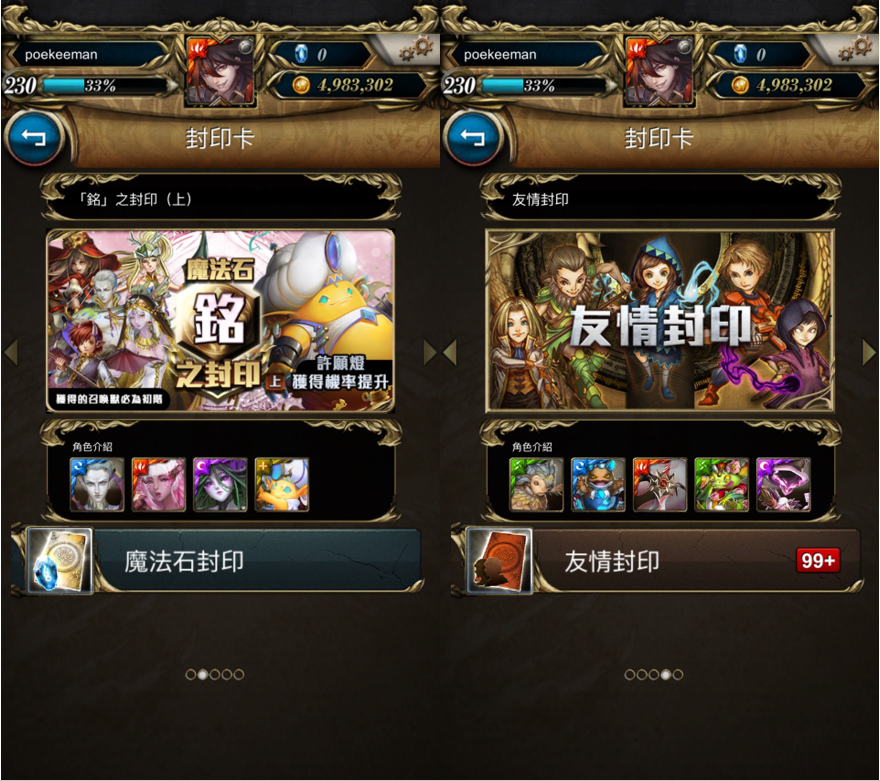 poekeeman
0
230
33%
4,983,302
封印卡
「銘」之封印（上）
魔法石
銘
之封印 上
許願燈
獲得機率提升
獲得的召喚獸必為初階
角色介紹
魔法石封印
poekeeman
0
230
33%
4,983,302
封印卡
友情封印
友情封印
角色介紹
友情封印
99+